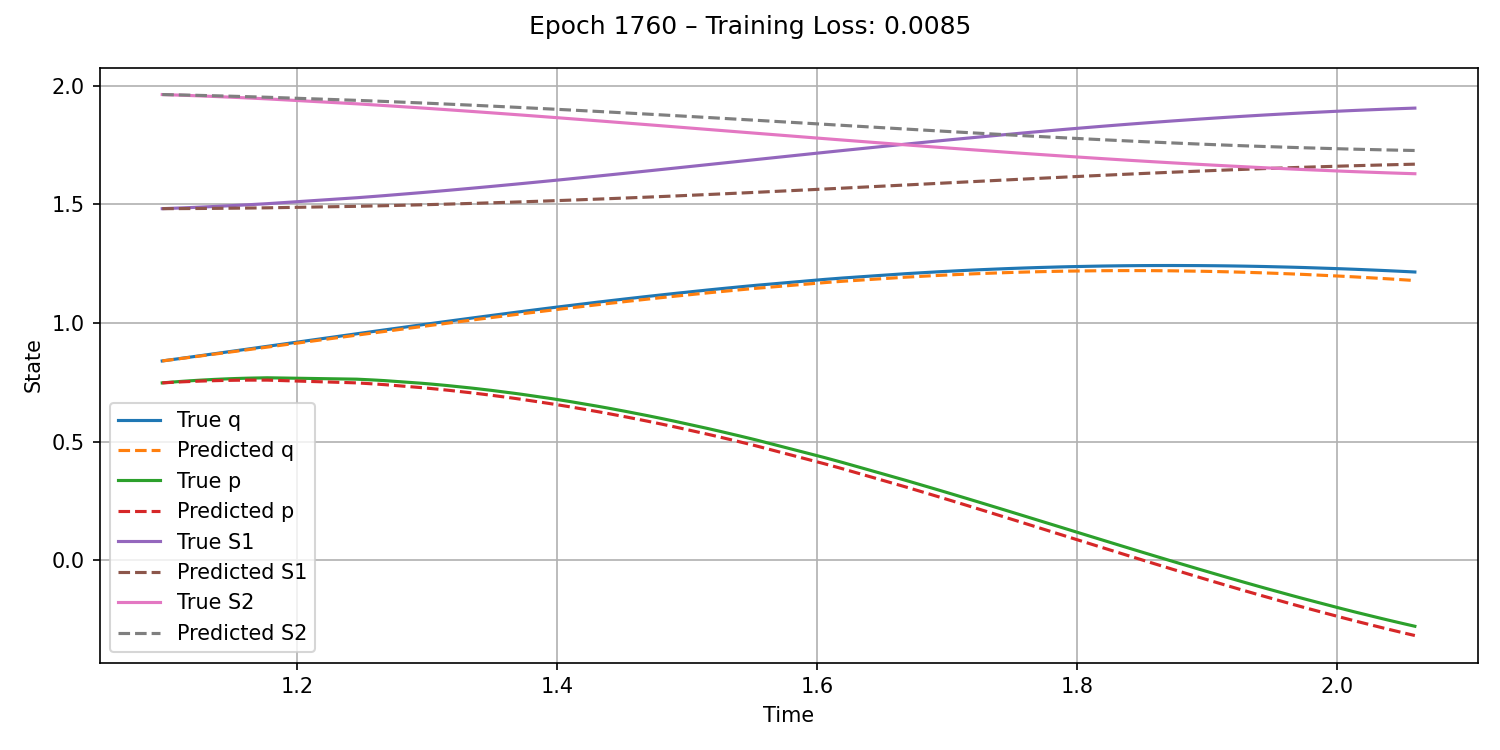 Epoch 1760 – Training Loss: 0.0085
2.0
1.5
1.0
0.5
0.0
State
True q
Predicted q
True p
Predicted p
True S1
Predicted S1
True S2
Predicted S2
1.2 1.4 1.6 1.8 2.0
Time